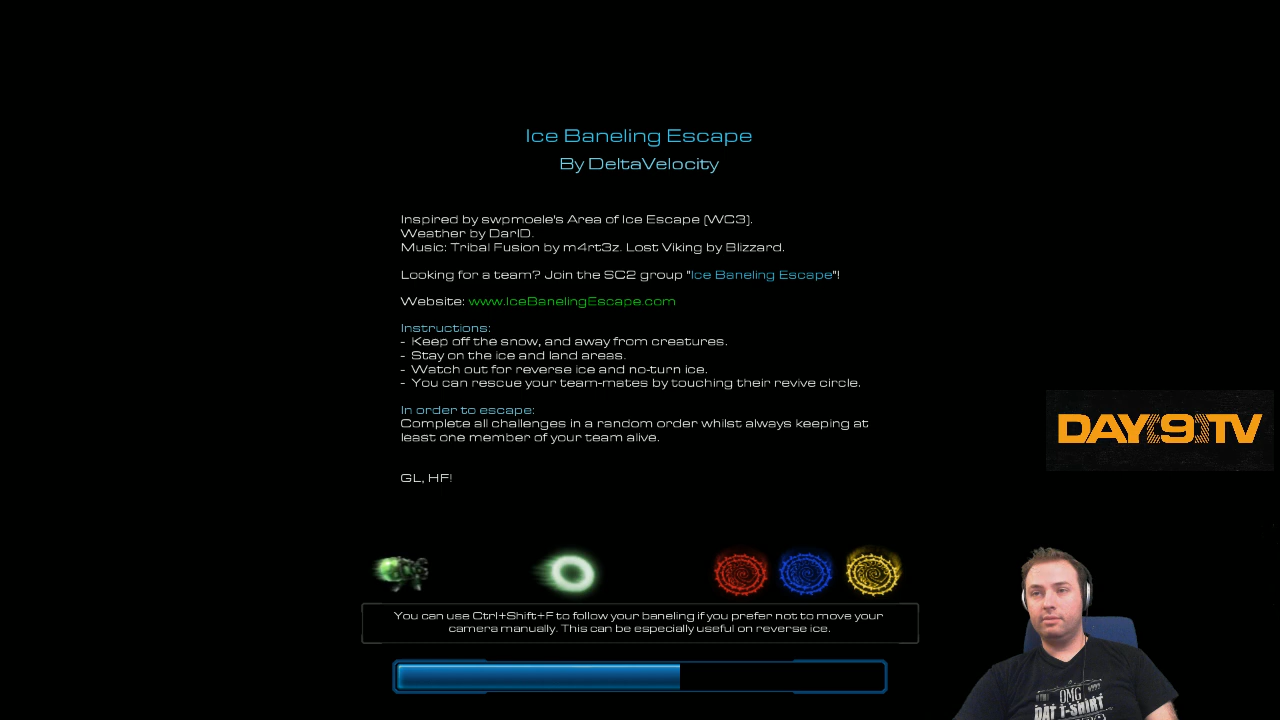 Ice Baneling Escape
By DeltaVelocity
Inspired by swpmoele's Area of Ice Escape (WC3).
Weather by DarID.
Music: Tribal Fusion by m4rt3z. Lost Viking by Blizzard.
Looking for a team? Join the SC2 group "Ice Baneling Escape"!
Website: www.IceBanelingEscape.com
Instructions:
- Keep off the snow, and away from creatures.
- Stay on the ice and land areas.
- Watch out for reverse ice and no-turn ice.
- You can rescue your team-mates by touching their revive circle.
In order to escape:
Complete all challenges in a random order whilst always keeping at
least one member of your team alive.
GL, HF!
DAY[9]TV
You can use Ctrl+Shift+F to follow your baneling if you prefer not to move your
camera manually. This can be especially useful on reverse ice.
OMG
DAT T-SHIRT